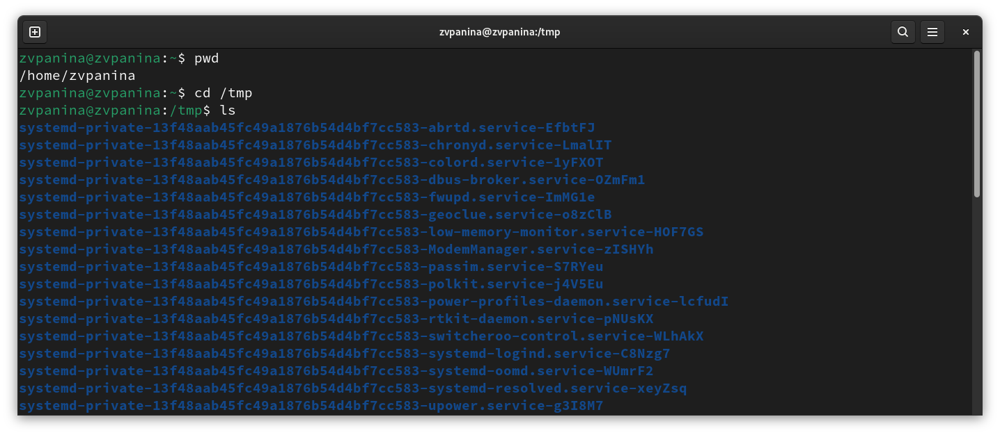 zvpanina@zvpanina:/tmp
zvpanina@zvpanina:~$ pwd
/home/zvpanina
zvpanina@zvpanina:~$ cd /tmp
zvpanina@zvpanina:/tmp$ ls
systemd-private-13f48aab45fc49a1876b54d4bf7cc583-abrtd.service-EfbtFJ
systemd-private-13f48aab45fc49a1876b54d4bf7cc583-chronyd.service-LmalIT
systemd-private-13f48aab45fc49a1876b54d4bf7cc583-colord.service-1yFXOT
systemd-private-13f48aab45fc49a1876b54d4bf7cc583-dbus-broker.service-OZmFm1
systemd-private-13f48aab45fc49a1876b54d4bf7cc583-fwupd.service-ImMG1e
systemd-private-13f48aab45fc49a1876b54d4bf7cc583-geoclue.service-o8zClB
systemd-private-13f48aab45fc49a1876b54d4bf7cc583-low-memory-monitor.service-HOF7GS
systemd-private-13f48aab45fc49a1876b54d4bf7cc583-ModemManager.service-zISHYh
systemd-private-13f48aab45fc49a1876b54d4bf7cc583-passim.service-S7RYeu
systemd-private-13f48aab45fc49a1876b54d4bf7cc583-polkit.service-j4V5Eu
systemd-private-13f48aab45fc49a1876b54d4bf7cc583-power-profiles-daemon.service-lcfudI
systemd-private-13f48aab45fc49a1876b54d4bf7cc583-rtkit-daemon.service-pNUsKX
systemd-private-13f48aab45fc49a1876b54d4bf7cc583-switcheroo-control.service-WLhAkX
systemd-private-13f48aab45fc49a1876b54d4bf7cc583-systemd-logind.service-C8Nzg7
systemd-private-13f48aab45fc49a1876b54d4bf7cc583-systemd-oomd.service-WUmrF2
systemd-private-13f48aab45fc49a1876b54d4bf7cc583-systemd-resolved.service-xeyZsq
systemd-private-13f48aab45fc49a1876b54d4bf7cc583-upower.service-g3I8M7